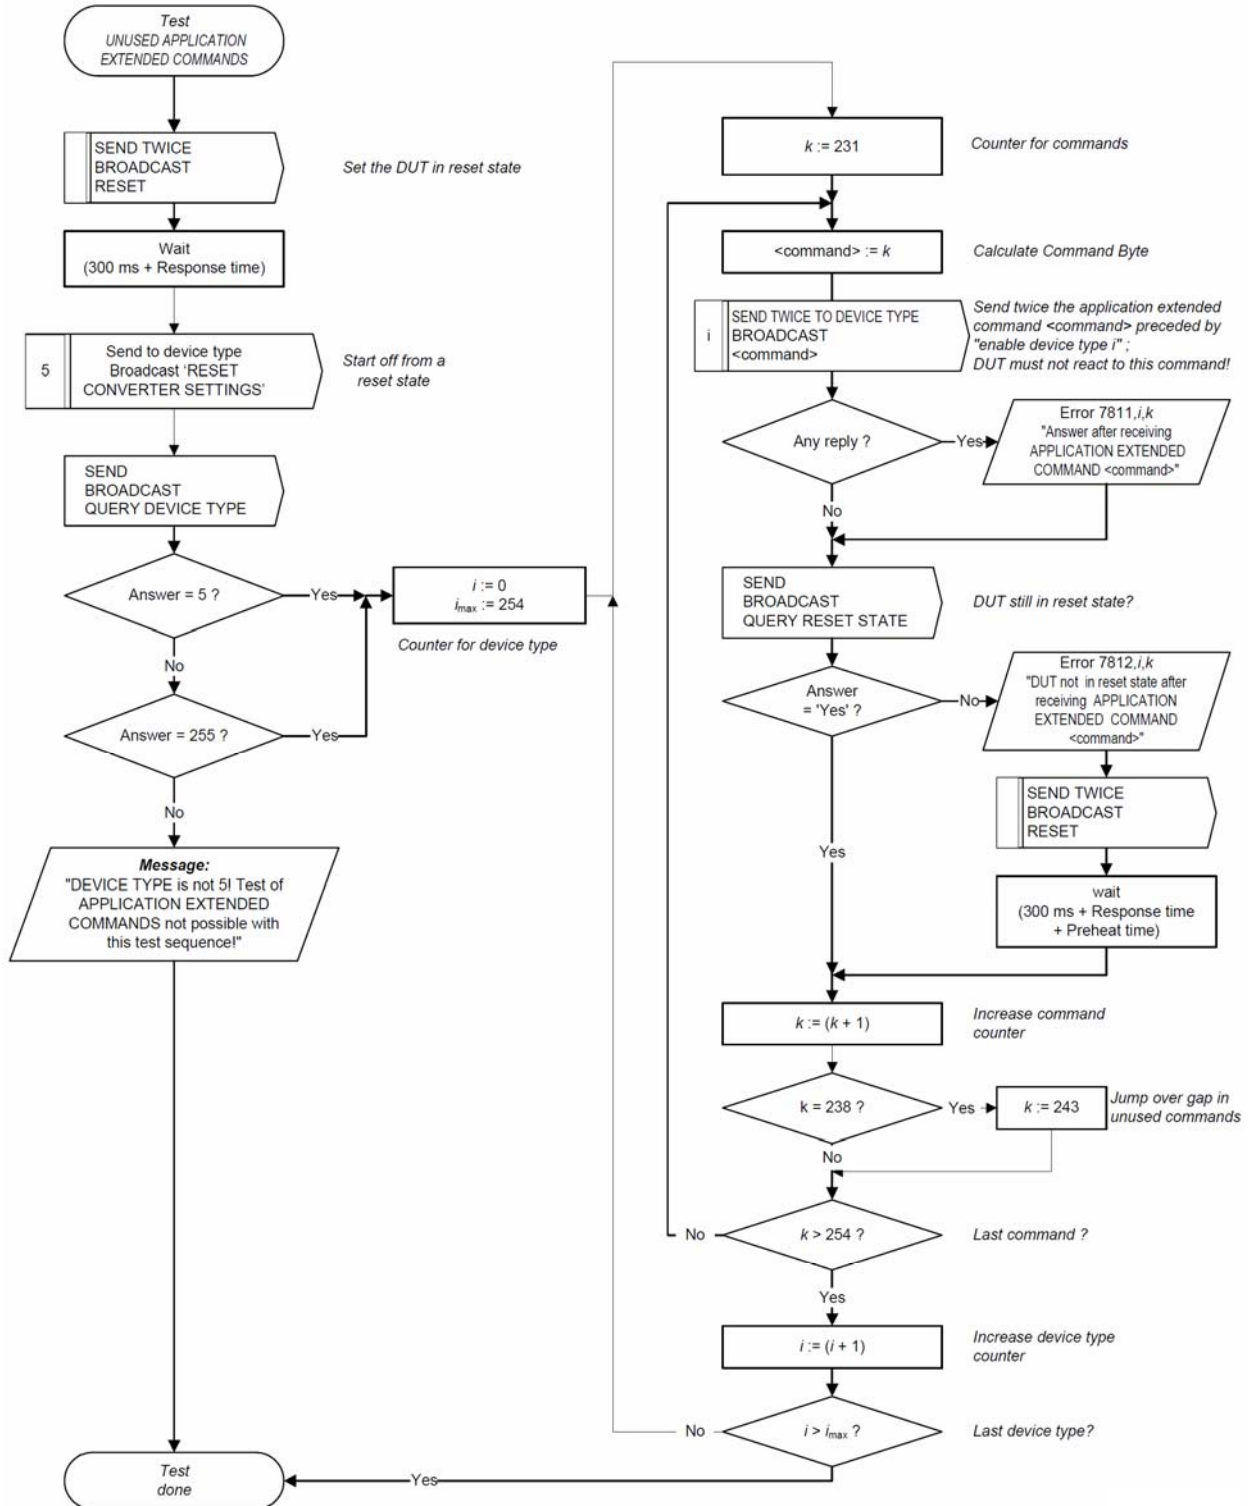 Test
UNUSED APPLICATION
EXTENDED COMMANDS
SEND TWICE
BROADCAST
RESET
Set the DUT in reset state
Wait
(300 ms + Response time)
5
Send to device type
Broadcast ‘RESET
CONVERTER SETTINGS’
Start off from a
reset state
SEND
BROADCAST
QUERY DEVICE TYPE
Answer = 5 ?
Yes
No
i := 0
imax := 254
Counter for device type
Answer = 255 ?
Yes
No
Message:
"DEVICE TYPE is not 5! Test of
APPLICATION EXTENDED
COMMANDS not possible with
this test sequence!"
k := 231
Counter for commands
<command> := k
Calculate Command Byte
i
SEND TWICE TO DEVICE TYPE
BROADCAST
<command>
Send twice the application extended
command <command> preceded by
"enable device type i" ;
DUT must not react to this command!
Any reply ?
Yes
No
Error 7811,i,k
"Answer after receiving
APPLICATION EXTENDED
COMMAND <command>"
SEND
BROADCAST
QUERY RESET STATE
DUT still in reset state?
Answer
= 'Yes' ?
No
Yes
Error 7812,i,k
"DUT not in reset state after
receiving APPLICATION
EXTENDED COMMAND
<command>"
SEND TWICE
BROADCAST
RESET
wait
(300 ms + Response time
+ Preheat time)
k := (k + 1)
Increase command
counter
k = 238 ?
Yes
No
k := 243
Jump over gap in
unused commands
k > 254 ?
No
Yes
Last command ?
i := (i + 1)
Increase device type
counter
i > imax ?
No
Yes
Last device type?
Test
done